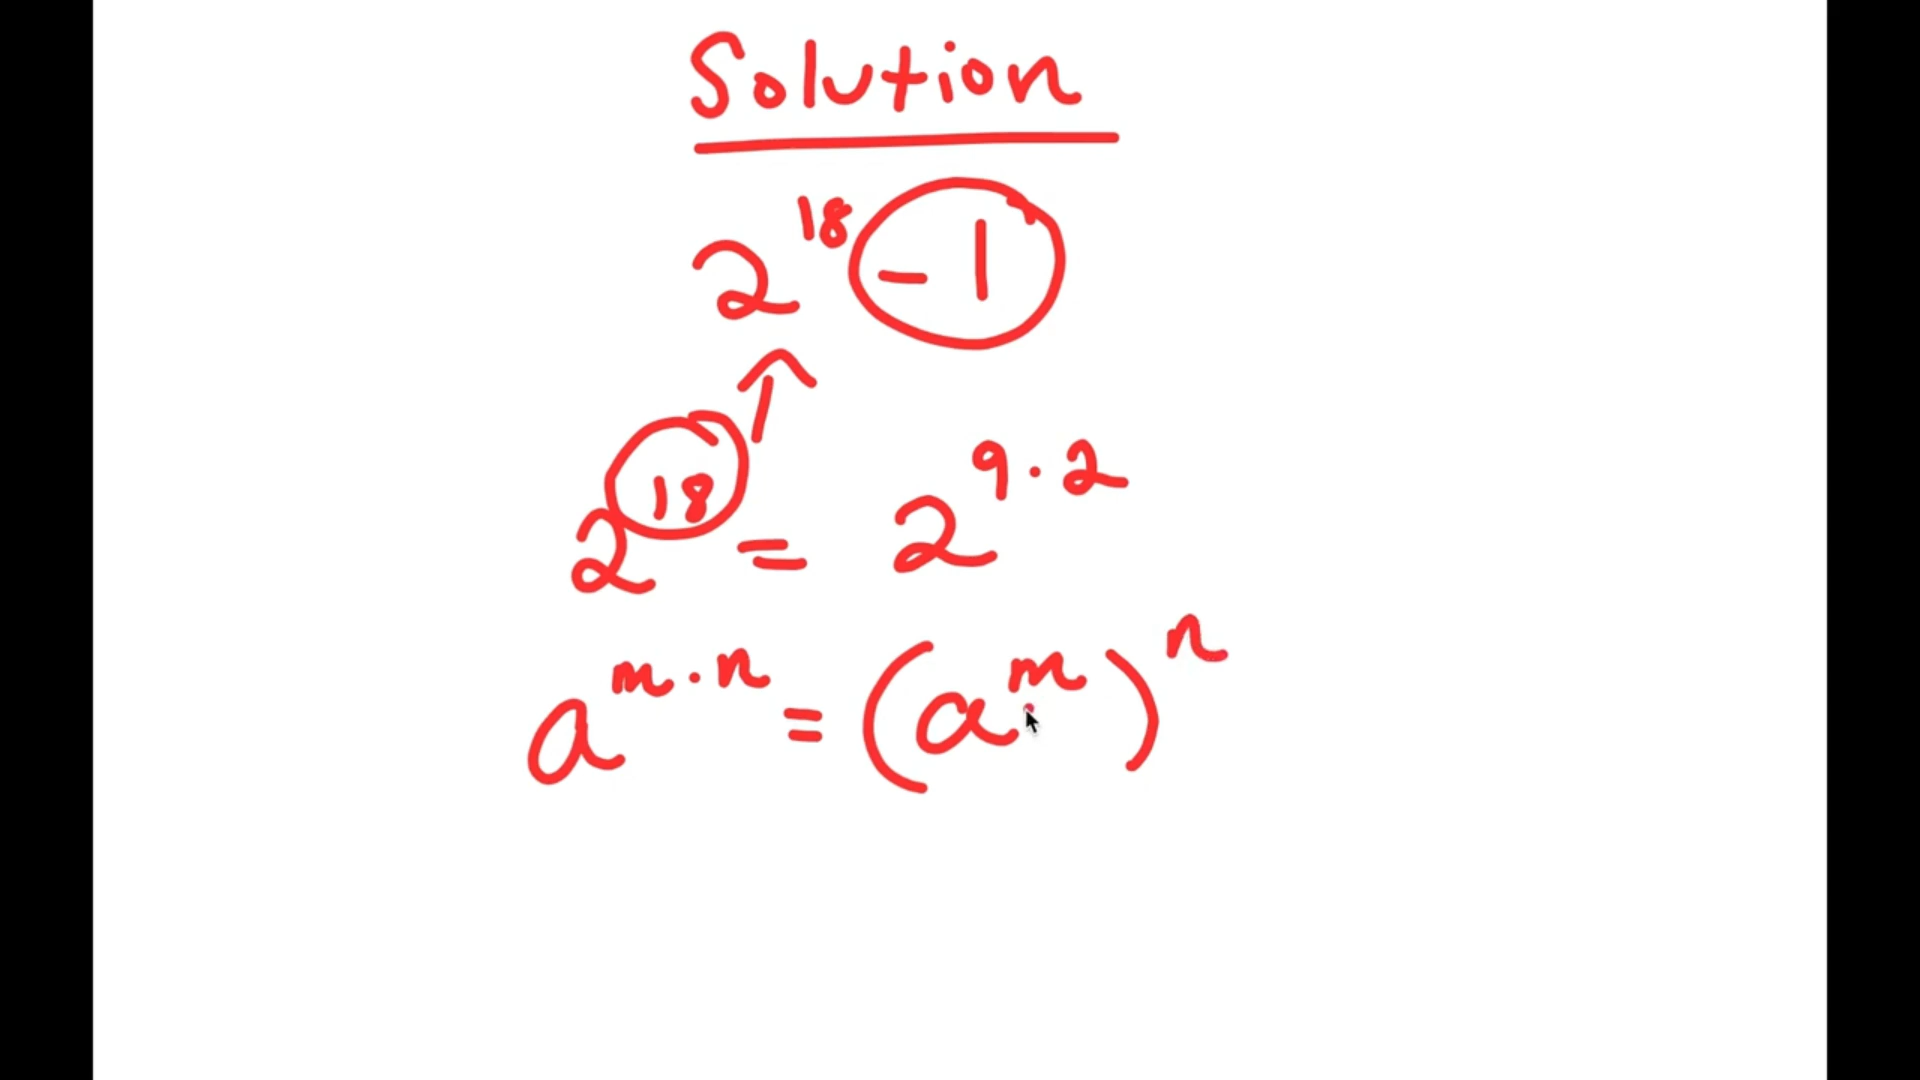 Solution
2^18 - 1
2^18 = 2^9·2
a^m·n = (a^m)^n